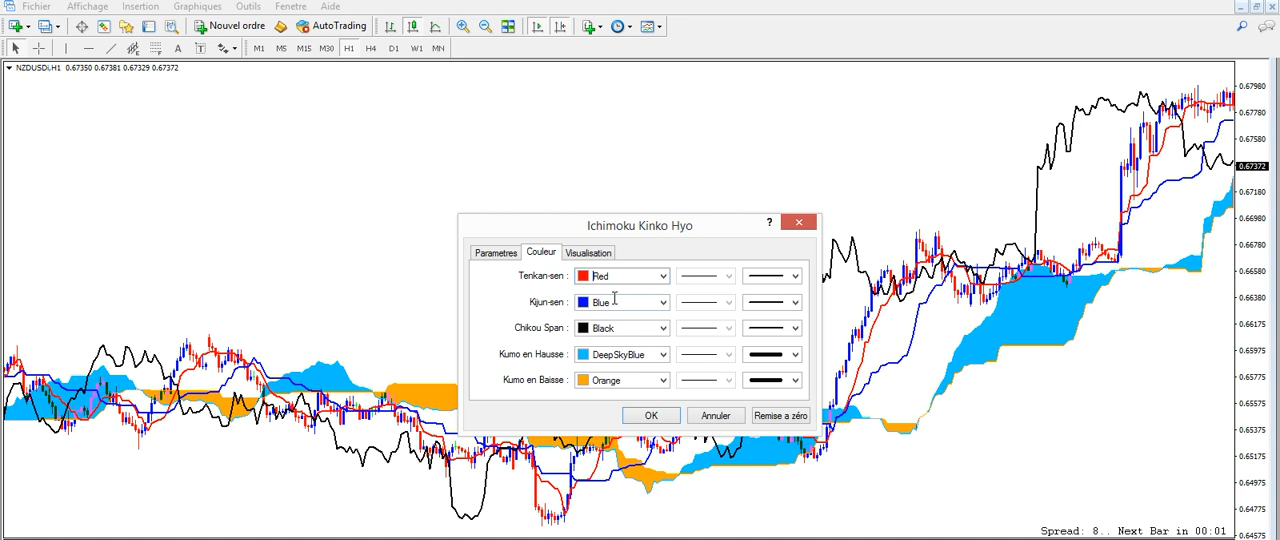 Fichier Affichage Insertion Graphiques Outils Fenetre Aide
Nouvel ordre AutoTrading
A T M1 M5 M15 M30 H1 H4 D1 W1 MN
NZDUSDi,H1 0.67350 0.67381 0.67329 0.67372
0.67980
0.67780
0.67580
0.67372
0.67180
0.66980
0.66780
0.66580
0.66380
0.66175
0.65975
0.65775
0.65575
0.65375
0.65175
0.64975
0.64775
0.64575
Ichimoku Kinko Hyo ?
Parametres Couleur Visualisation
Tenkan-sen : Red
Kijun-sen : Blue
Chikou Span : Black
Kumo en Hausse : DeepSkyBlue
Kumo en Baisse : Orange
OK Annuler Remise a zéro
Spread: 8.. Next Bar in 00:01